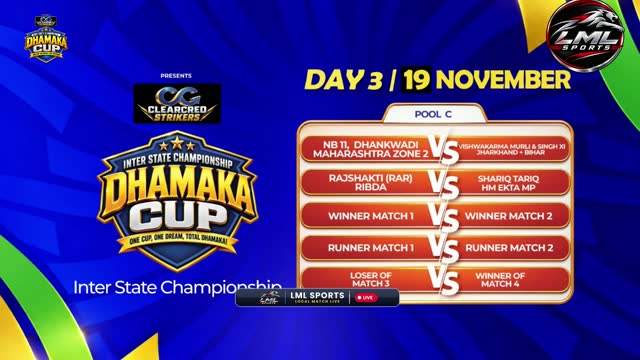 CLEARCRED
STRIKERS
DHAMAKA
CUP
LML
SPORTS
PRESENTS
CG
CLEARCRED
STRIKERS
INTER STATE CHAMPIONSHIP
DHAMAKA
CUP
ONE CUP, ONE DREAM, TOTAL DHAMAKA!
Inter State Championship
DAY 3 / 19 NOVEMBER
POOL C
NB 11, DHANKWADI
MAHARASHTRA ZONE 2
VS
VISHWAKARMA MURLI & SINGH XI
JHARKHAND + BIHAR
RAJSHAKTI (RAR)
RIBDA
VS
SHARIQ TARIQ
HM EKTA MP
WINNER MATCH 1
VS
WINNER MATCH 2
RUNNER MATCH 1
VS
RUNNER MATCH 2
LOSER OF
MATCH 3
VS
WINNER OF
MATCH 4
LML
LML SPORTS
LOCAL MATCH LIVE
LIVE